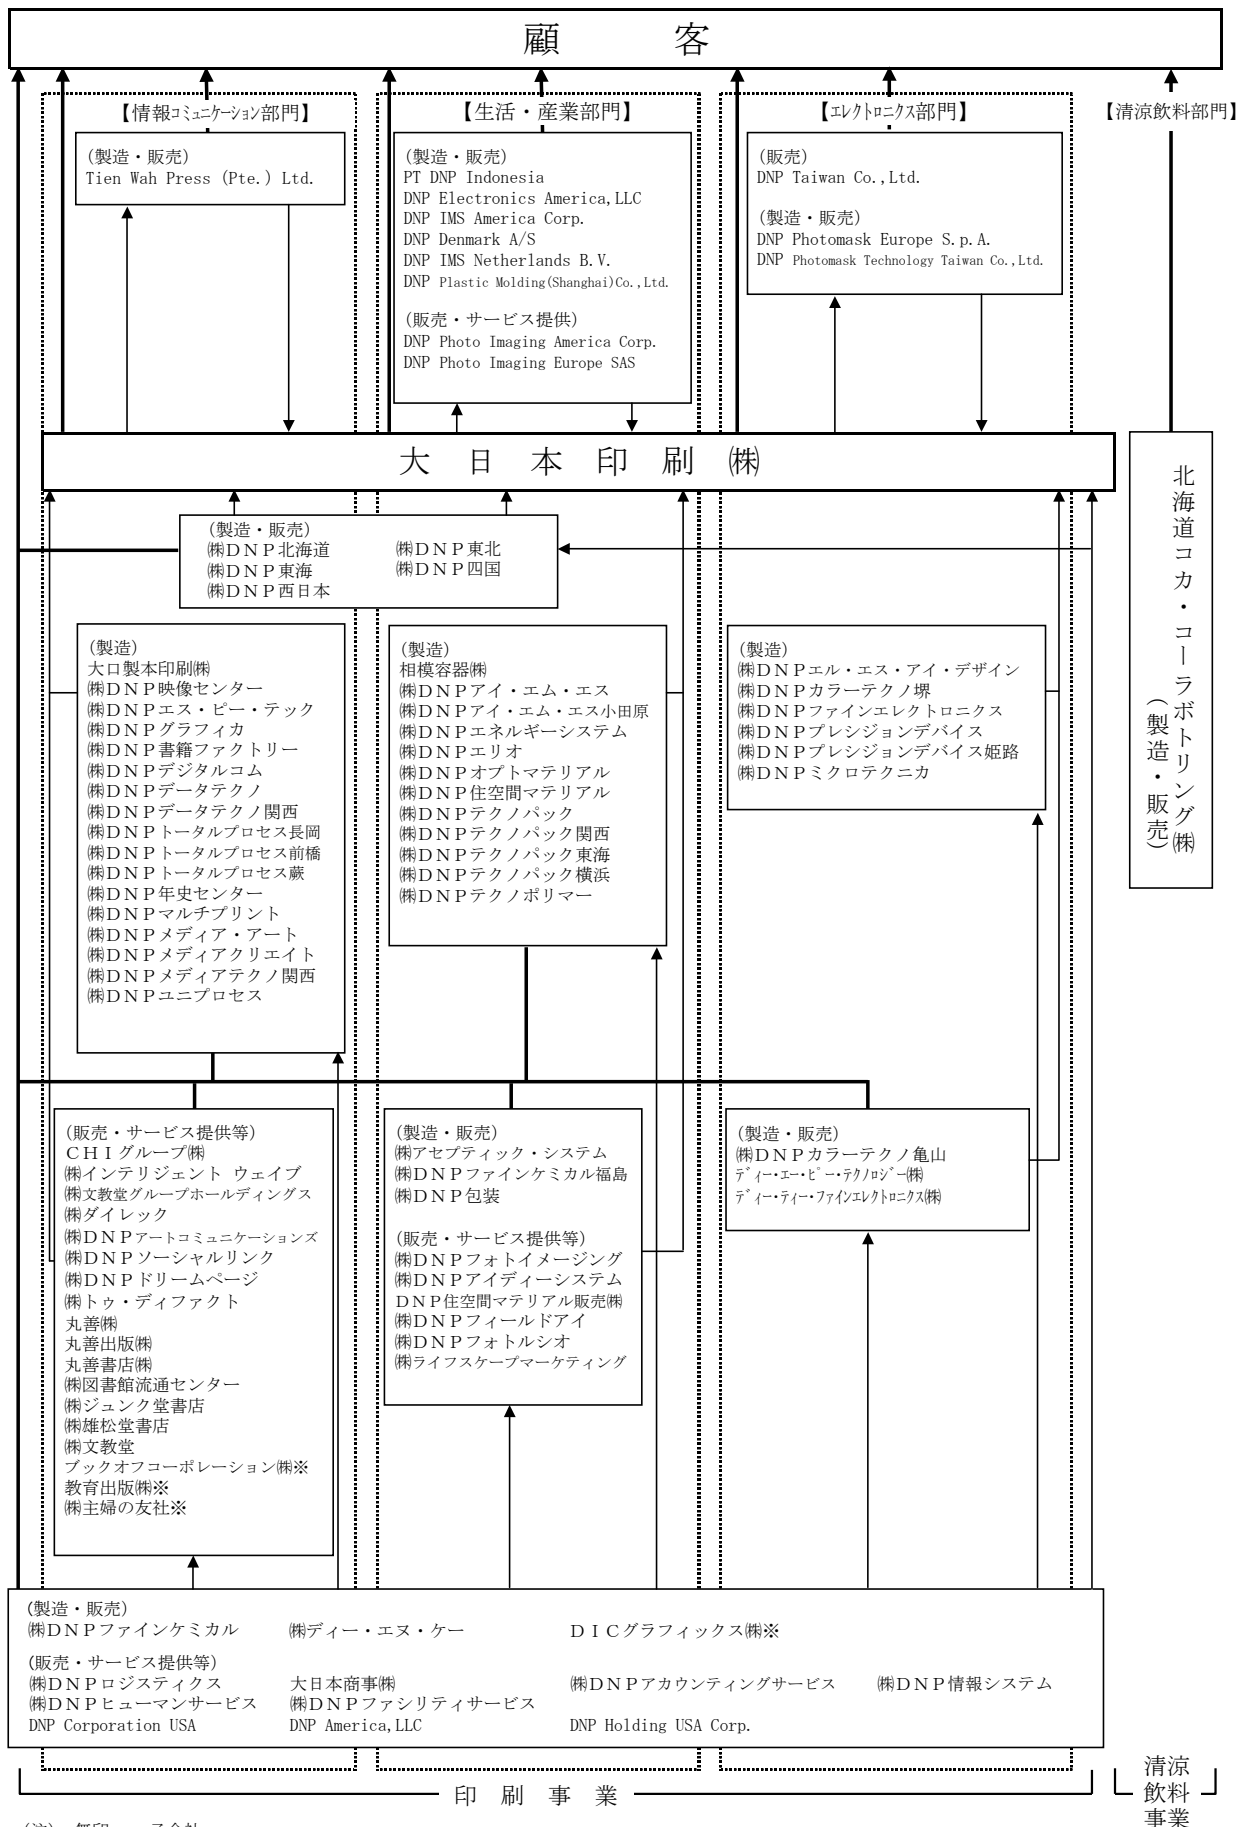 顧客
【情報コミュニケーション部門】
【生活・産業部門】
【エレクトロニクス部門】
【清涼飲料部門】
(製造・販売)
Tien Wah Press (Pte.) Ltd.
(製造・販売)
PT DNP Indonesia
DNP Electronics America,LLC
DNP IMS America Corp.
DNP Denmark A/S
DNP IMS Netherlands B.V.
DNP Plastic Molding(Shanghai)Co.,Ltd.
(販売・サービス提供)
DNP Photo Imaging America Corp.
DNP Photo Imaging Europe SAS
(販売)
DNP Taiwan Co.,Ltd.
(製造・販売)
DNP Photomask Europe S.p.A.
DNP Photomask Technology Taiwan Co.,Ltd.
大日本印刷㈱
北海道コカ・コーラボトリング㈱
(製造・販売)
(製造・販売)
㈱DNP北海道 ㈱DNP東北
㈱DNP東海 ㈱DNP四国
㈱DNP西日本
(製造)
大口製本印刷㈱
㈱DNP映像センター
㈱DNPエス・ピー・テック
㈱DNPグラフィカ
㈱DNP書籍ファクトリー
㈱DNPデジタルコム
㈱DNPデータテクノ
㈱DNPデータテクノ関西
㈱DNPトータルプロセス長岡
㈱DNPトータルプロセス前橋
㈱DNPトータルプロセス蕨
㈱DNP年史センター
㈱DNPマルチプリント
㈱DNPメディア・アート
㈱DNPメディアクリエイト
㈱DNPメディアテクノ関西
㈱DNPユニプロセス
(製造)
相模容器㈱
㈱DNPアイ・エム・エス
㈱DNPアイ・エム・エス小田原
㈱DNPエネルギーシステム
㈱DNPエリオ
㈱DNPオプトマテリアル
㈱DNP住空間マテリアル
㈱DNPテクノパック
㈱DNPテクノパック関西
㈱DNPテクノパック東海
㈱DNPテクノパック横浜
㈱DNPテクノポリマー
(製造)
㈱DNPエル・エス・アイ・デザイン
㈱DNPカラーテクノ堺
㈱DNPファインエレクトロニクス
㈱DNPプレシジョンデバイス
㈱DNPプレシジョンデバイス姫路
㈱DNPミクロテクニカ
(販売・サービス提供等)
CHIグループ㈱
㈱インテリジェント ウェイブ
㈱文教堂グループホールディングス
㈱ダイレック
㈱DNPアートコミュニケーションズ
㈱DNPソーシャルリンク
㈱DNPドリームページ
㈱トゥ・ディファクト
丸善㈱
丸善出版㈱
丸善書店㈱
㈱図書館流通センター
㈱ジュンク堂書店
㈱雄松堂書店
㈱文教堂
ブックオフコーポレーション㈱※
教育出版㈱※
㈱主婦の友社※
(製造・販売)
㈱アセプティック・システム
㈱DNPファインケミカル福島
㈱DNP包装
(販売・サービス提供等)
㈱DNPフォトイメージング
㈱DNPアイディーシステム
DNP住空間マテリアル販売㈱
㈱DNPフィールドアイ
㈱DNPフォトルシオ
㈱ライフスケープマーケティング
(製造・販売)
㈱DNPカラーテクノ亀山
ディー・エー・ピー・テクノロジー㈱
ディー・ティー・ファインエレクトロニクス㈱
(製造・販売)
㈱DNPファインケミカル ㈱ディー・エヌ・ケー DICグラフィックス㈱※
(販売・サービス提供等)
㈱DNPロジスティクス 大日本商事㈱ ㈱DNPアカウンティングサービス ㈱DNP情報システム
㈱DNPヒューマンサービス ㈱DNPファシリティサービス
DNP Corporation USA DNP America,LLC DNP Holding USA Corp.
印刷事業
清涼
飲料
事業